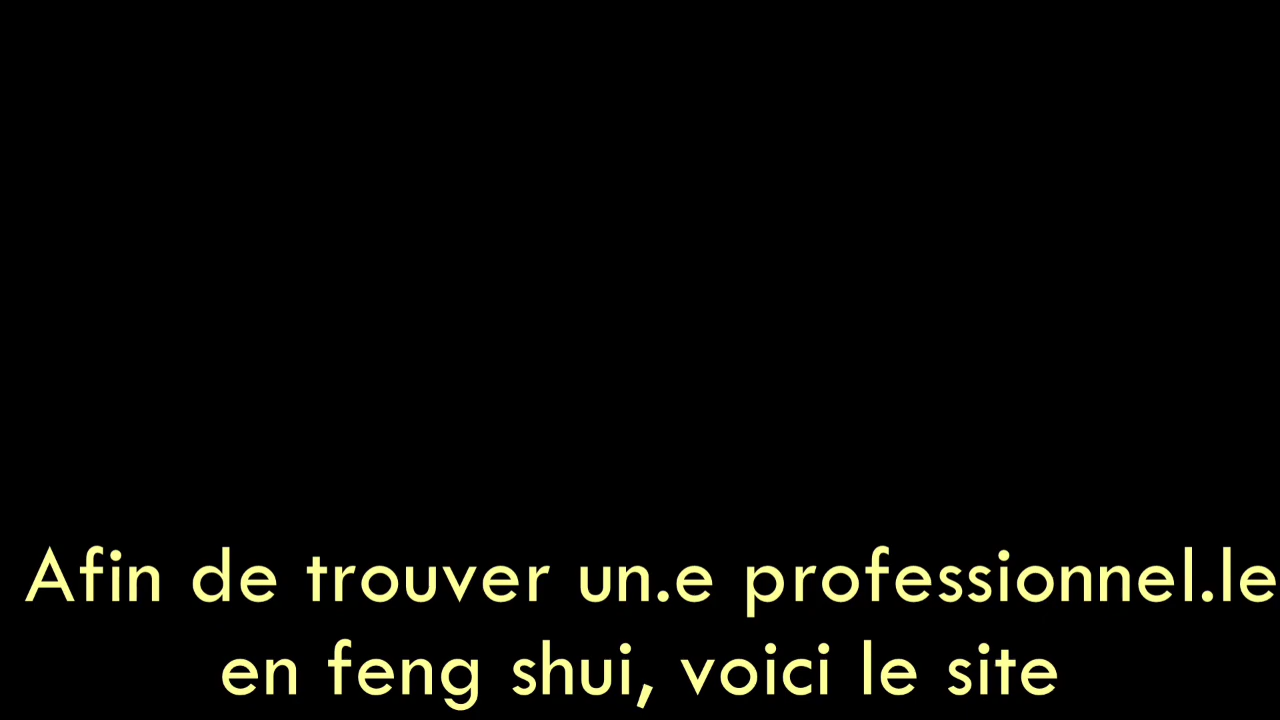 Afin de trouver un.e professionnel.le
en feng shui, voici le site